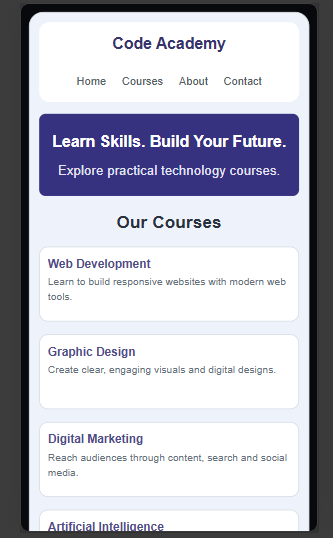 Code Academy
Home Courses About Contact
Learn Skills. Build Your Future.
Explore practical technology courses.
Our Courses
Web Development
Learn to build responsive websites with modern web
tools.
Graphic Design
Create clear, engaging visuals and digital designs.
Digital Marketing
Reach audiences through content, search and social
media.
Artificial Intelligence